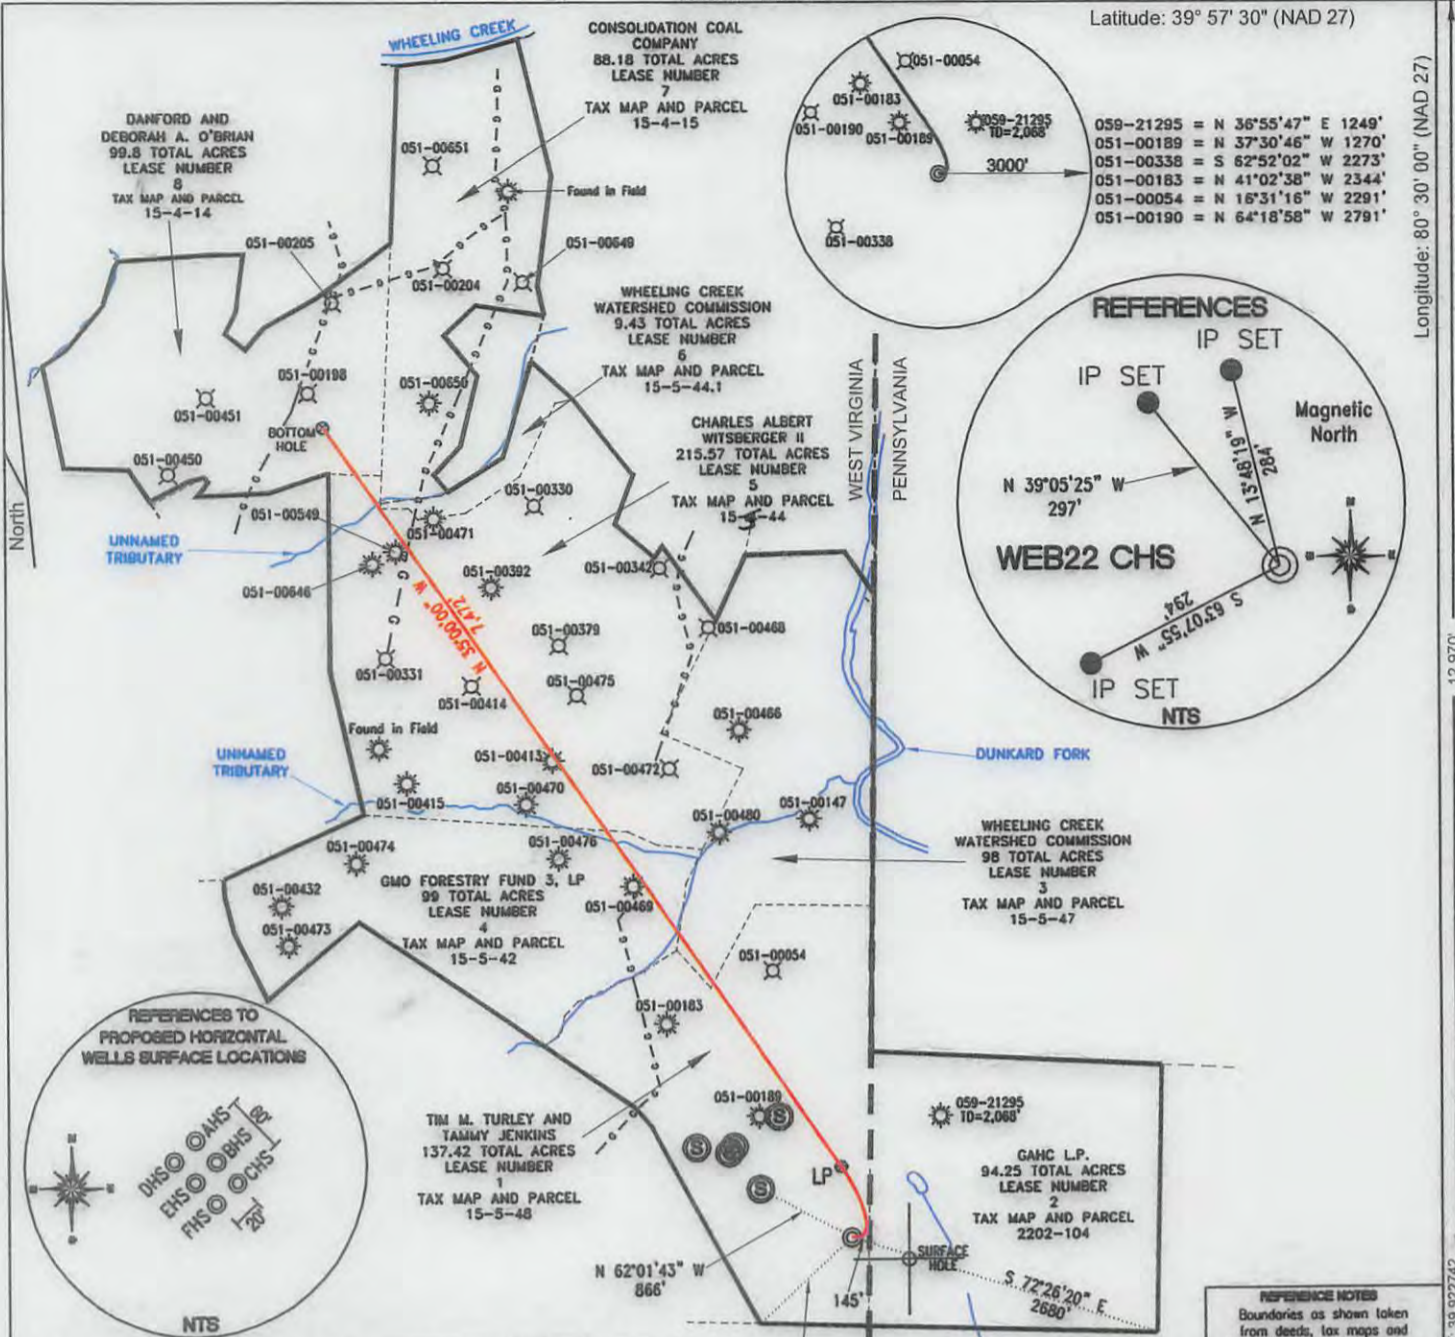 Latitude: 39° 57' 30" (NAD 27)
Longitude: 80° 30' 00" (NAD 27)
WHEELING CREEK
CONSOLIDATION COAL
COMPANY
88.18 TOTAL ACRES
LEASE NUMBER
7
TAX MAP AND PARCEL
15-4-15
DANFORD AND
DEBORAH A. O'BRIAN
99.8 TOTAL ACRES
LEASE NUMBER
8
TAX MAP AND PARCEL
15-4-14
051-00054
051-00183
051-00190
051-00189
059-21295
TD=2,068'
3000'
051-00338
059-21295 = N 36°55'47" E 1249'
051-00189 = N 37°30'46" W 1270'
051-00338 = S 62°52'02" W 2273'
051-00183 = N 41°02'38" W 2344'
051-00054 = N 16°31'16" W 2291'
051-00190 = N 64°18'58" W 2791'
051-00651
Found in Field
051-00205
051-00204
051-00649
WHEELING CREEK
WATERSHED COMMISSION
9.43 TOTAL ACRES
LEASE NUMBER
6
TAX MAP AND PARCEL
15-5-44.1
REFERENCES
IP SET
IP SET
Magnetic
North
N 13°48'19" W
284'
N 39°05'25" W
297'
WEB22 CHS
S 63°07'55" W
294'
IP SET
NTS
WEST VIRGINIA
PENNSYLVANIA
051-00198
051-00451
051-00650
BOTTOM
HOLE
051-00450
CHARLES ALBERT
WITSBERGER II
215.57 TOTAL ACRES
LEASE NUMBER
5
TAX MAP AND PARCEL
051-00330
051-00549
051-00471
North
UNNAMED
TRIBUTARY
051-00646
051-00392
051-00342
N 35°00'00" W
7,472'
051-00379
051-00468
051-00331
051-00475
051-00414
Found in Field
051-00466
UNNAMED
TRIBUTARY
051-00413
051-00472
DUNKARD FORK
051-00415
051-00470
051-00480
051-00147
WHEELING CREEK
WATERSHED COMMISSION
98 TOTAL ACRES
LEASE NUMBER
3
TAX MAP AND PARCEL
15-5-47
051-00474
051-00476
051-00432
051-00473
GMO FORESTRY FUND 3, LP
99 TOTAL ACRES
LEASE NUMBER
4
TAX MAP AND PARCEL
15-5-42
051-00469
051-00054
051-00183
REFERENCES TO
PROPOSED HORIZONTAL
WELLS SURFACE LOCATIONS
AHS
60'
BHS
DHS
CHS
EHS
FHS
20'
NTS
051-00189
S
S
S
059-21295
TD=2,068'
TIM M. TURLEY AND
TAMMY JENKINS
137.42 TOTAL ACRES
LEASE NUMBER
1
TAX MAP AND PARCEL
15-5-48
LP
GAHC L.P.
94.25 TOTAL ACRES
LEASE NUMBER
2
TAX MAP AND PARCEL
2202-104
SURFACE
HOLE
N 62°01'43" W
866'
145'
S 72°26'20" E
2680'
REFERENCE NOTES
Boundaries as shown taken
from deeds, tax maps and